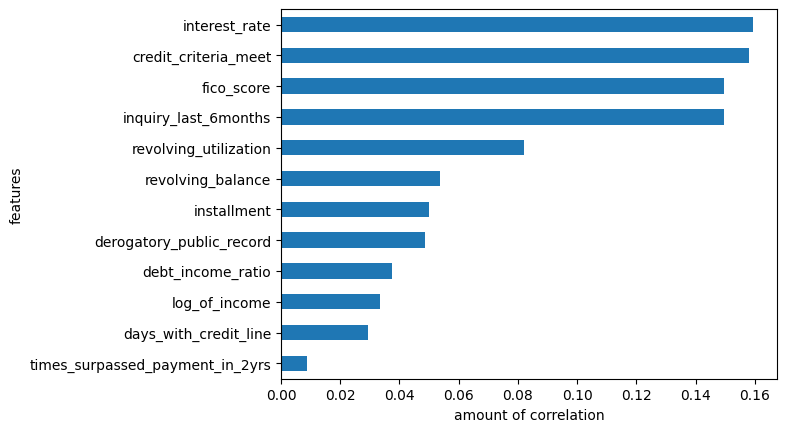 interest_rate
credit_criteria_meet
fico_score
inquiry_last_6months
revolving_utilization
revolving_balance
installment
derogatory_public_record
debt_income_ratio
log_of_income
days_with_credit_line
times_surpassed_payment_in_2yrs
features
0.00 0.02 0.04 0.06 0.08 0.10 0.12 0.14 0.16
amount of correlation